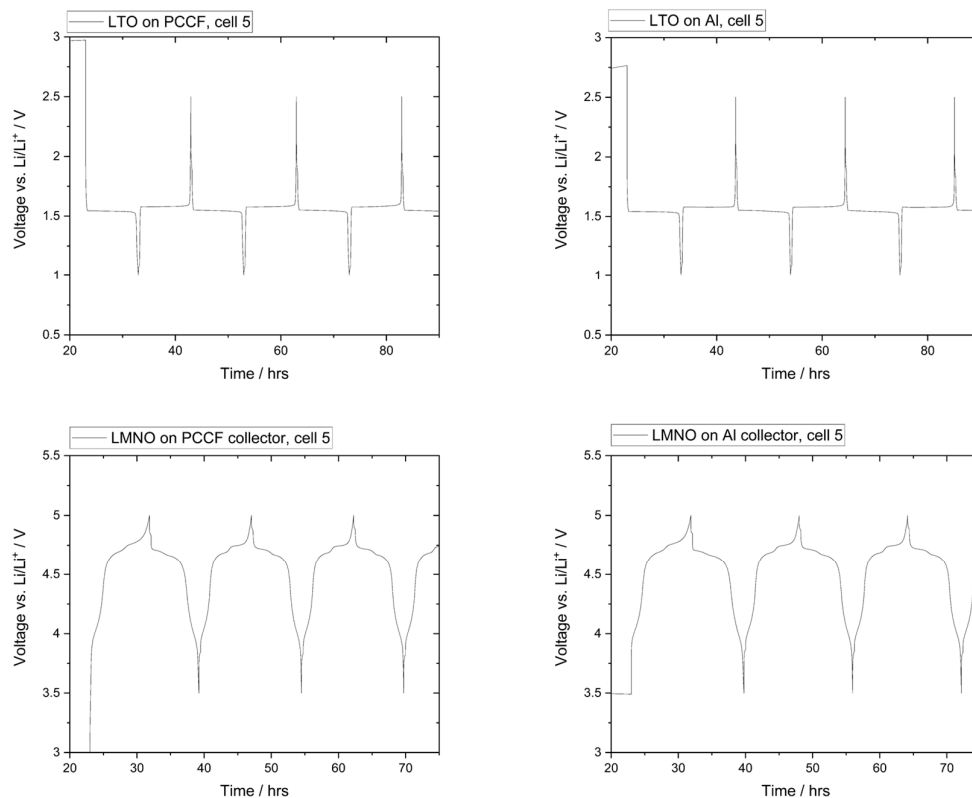 LTO on PCCF, cell 5
3
2.5
2
1.5
1
0.5
Voltage vs. Li/Li⁺ / V
20 40 60 80
Time / hrs
LTO on Al, cell 5
3
2.5
2
1.5
1
0.5
Voltage vs. Li/Li⁺ / V
20 40 60 80
Time / hrs
LMNO on PCCF collector, cell 5
5.5
5
4.5
4
3.5
3
Voltage vs. Li/Li⁺ / V
20 30 40 50 60 70
Time / hrs
LMNO on Al collector, cell 5
5.5
5
4.5
4
3.5
3
Voltage vs. Li/Li⁺ / V
20 30 40 50 60 70
Time / hrs